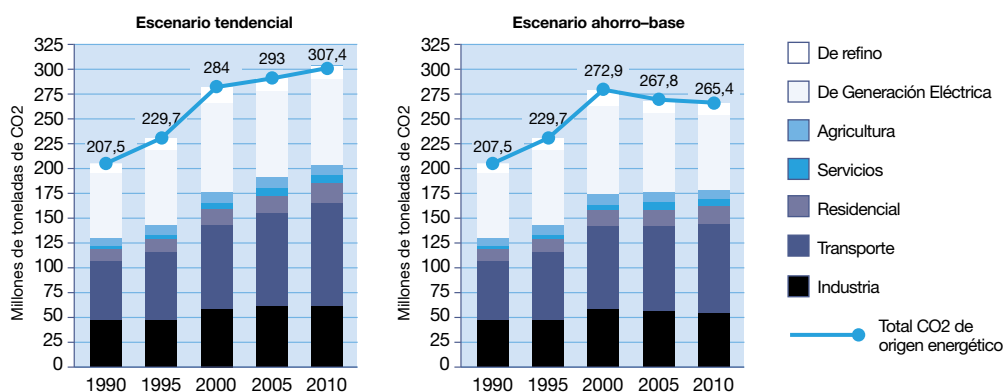 Escenario tendencial
Millones de toneladas de CO2
325
300
275
250
225
200
175
150
125
100
75
50
25
0
207,5
229,7
284
293
307,4
1990 1995 2000 2005 2010
Escenario ahorro–base
Millones de toneladas de CO2
325
300
275
250
225
200
175
150
125
100
75
50
25
0
207,5
229,7
272,9
267,8
265,4
1990 1995 2000 2005 2010
De refino
De Generación Eléctrica
Agricultura
Servicios
Residencial
Transporte
Industria
Total CO2 de
origen energético